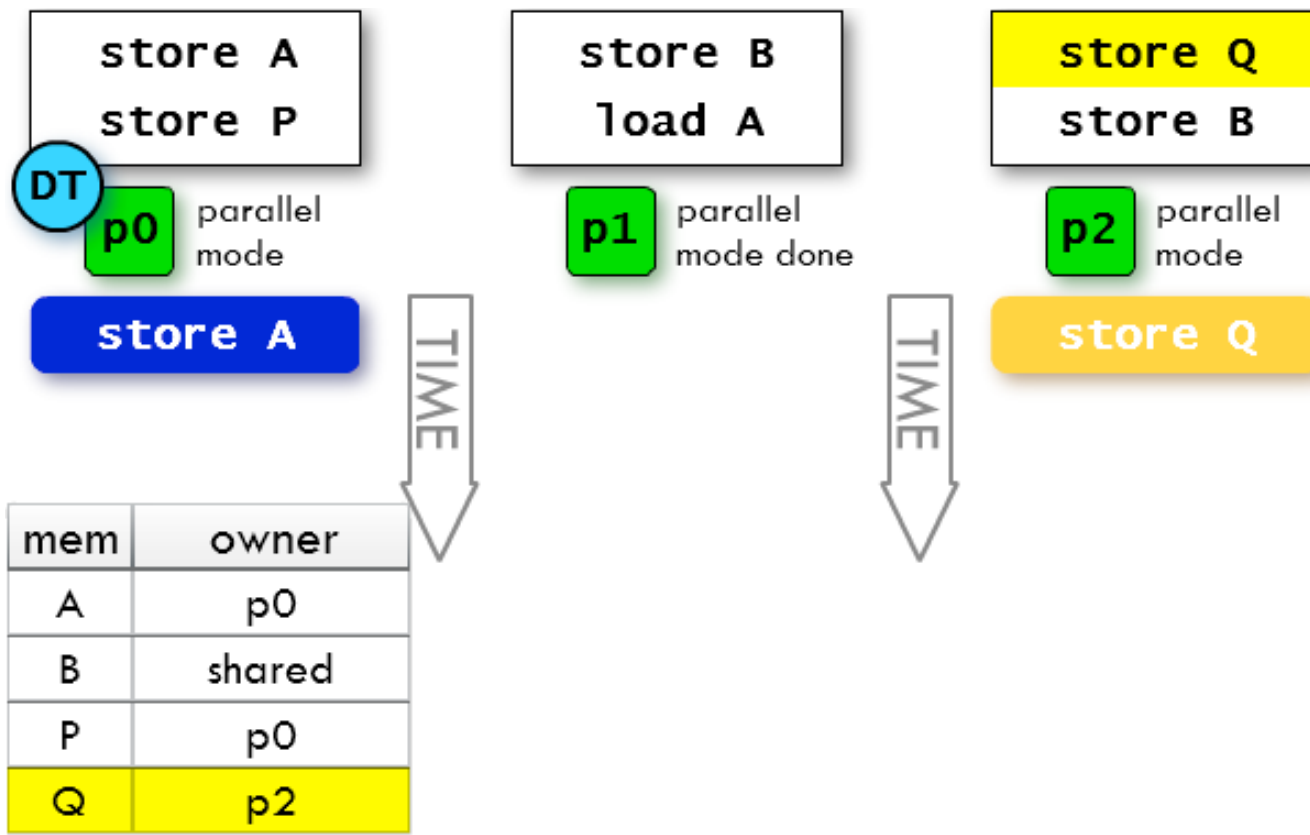 store A
store P
DT
p0
parallel
mode
store A
TIME
store B
load A
p1
parallel
mode done
TIME
store Q
store B
p2
parallel
mode
store Q
mem owner
A p0
B shared
P p0
Q p2